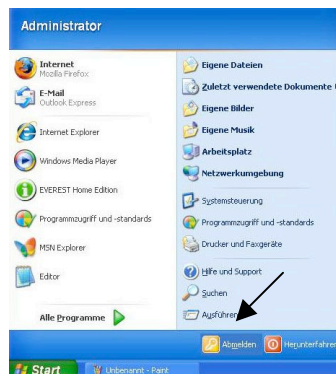 Administrator
Internet
Mozilla Firefox
E-Mail
Outlook Express
Internet Explorer
Windows Media Player
EVEREST Home Edition
Programmzugriff und -standards
MSN Explorer
Editor
Alle Programme
Eigene Dateien
Zuletzt verwendete Dokumente
Eigene Bilder
Eigene Musik
Arbeitsplatz
Netzwerkumgebung
Systemsteuerung
Programmzugriff und -standards
Drucker und Faxgeräte
Hilfe und Support
Suchen
Ausführen
Abmelden
Herunterfahren
Start
Unbenannt - Paint